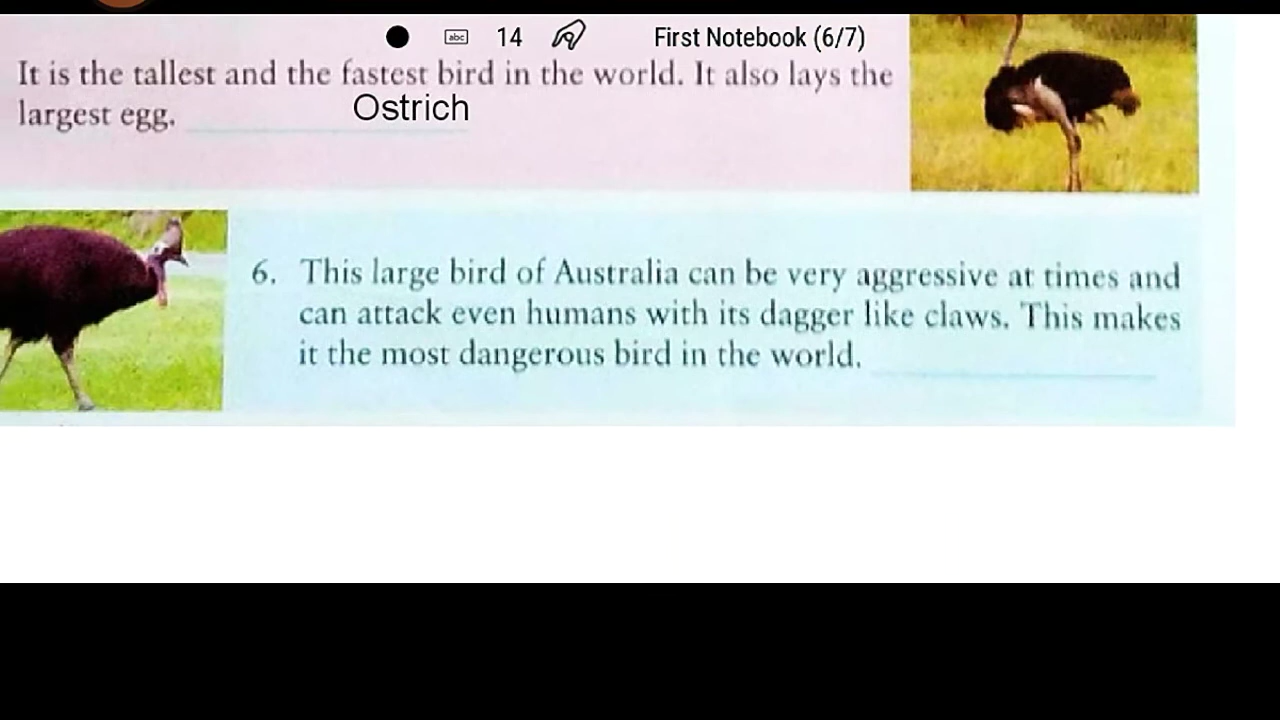 14 First Notebook (6/7)
It is the tallest and the fastest bird in the world. It also lays the
largest egg. Ostrich
6. This large bird of Australia can be very aggressive at times and
can attack even humans with its dagger like claws. This makes
it the most dangerous bird in the world.